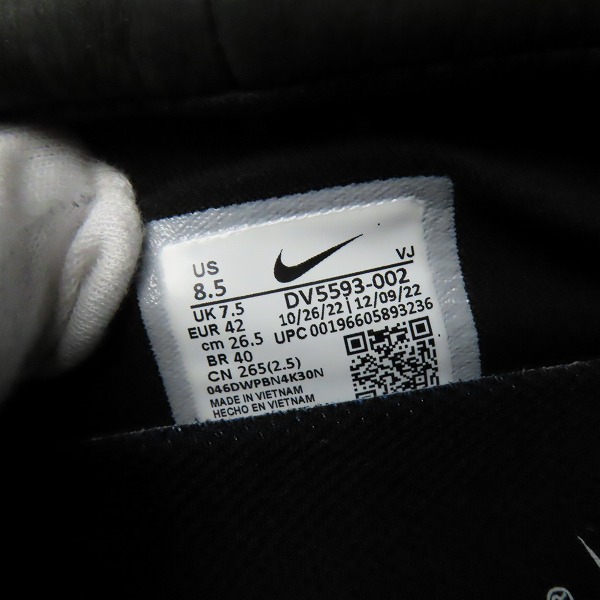 US
8.5
VJ
UK 7.5
DV5593-002
EUR 42
10/26/22 | 12/09/22
cm 26.5
UPC 00196605893236
BR 40
CN 265(2.5)
046DWPBN4K30N
MADE IN VIETNAM
HECHO EN VIETNAM
®